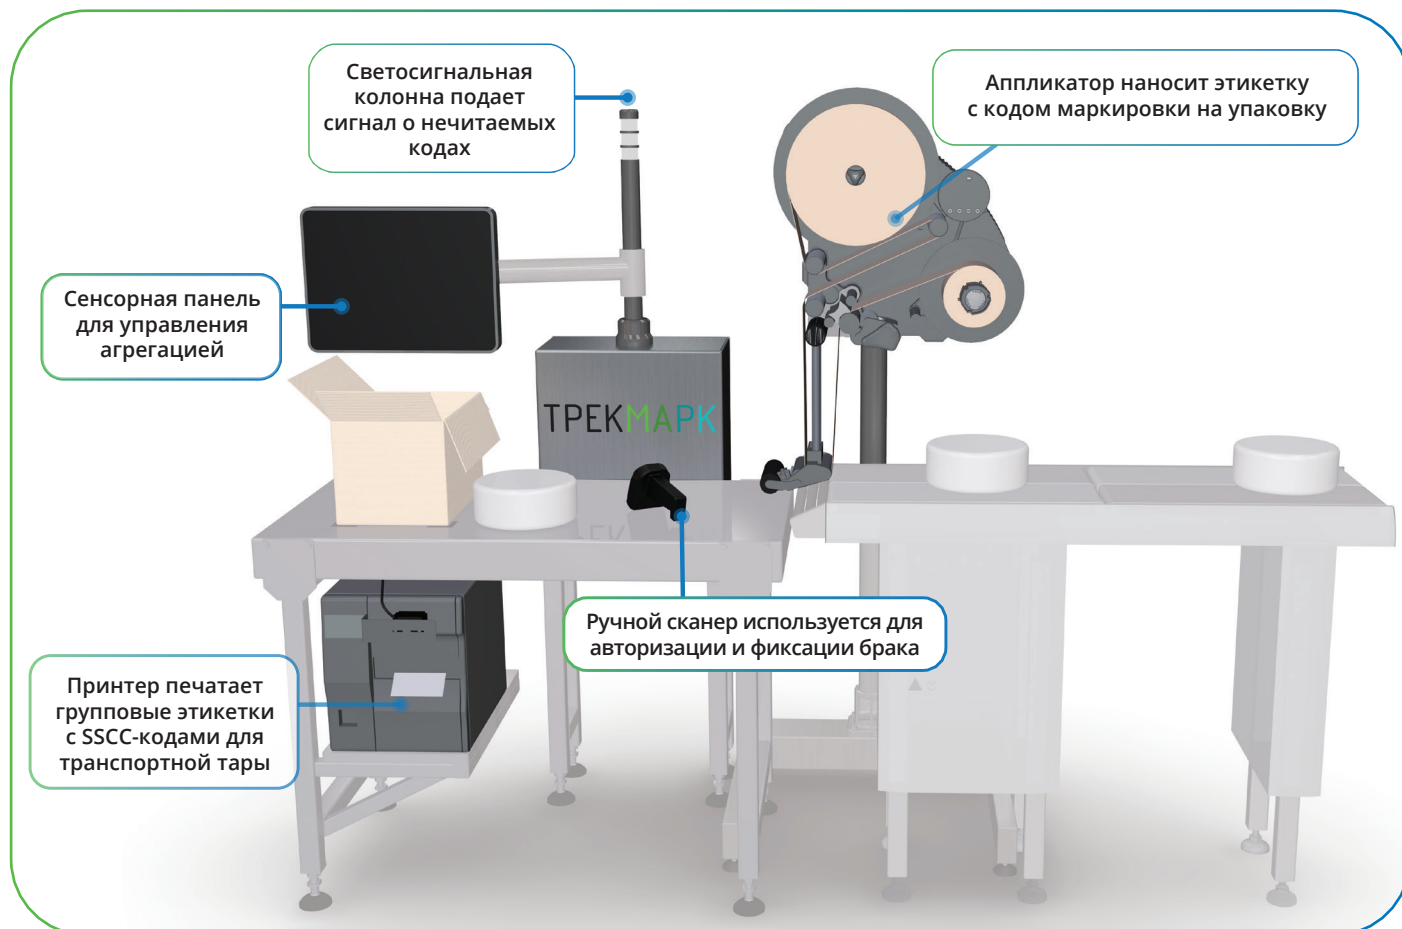 Светосигнальная
колонна подает
сигнал о нечитаемых
кодах
Аппликатор наносит этикетку
с кодом маркировки на упаковку
Сенсорная панель
для управления
агрегацией
ТРЕКМАРК
Ручной сканер используется для
авторизации и фиксации брака
Принтер печатает
групповые этикетки
с SSCC-кодами для
транспортной тары